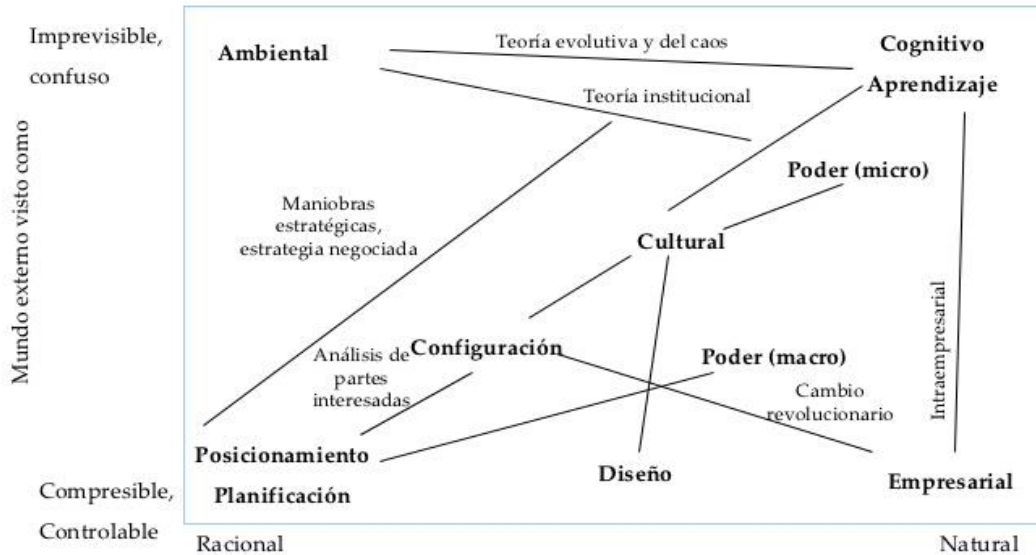 Imprevisible,
confuso
Mundo externo visto como
Compresible,
Controlable
Ambiental
Teoría evolutiva y del caos
Cognitivo
Aprendizaje
Teoría institucional
Poder (micro)
Maniobras
estratégicas,
estrategia negociada
Cultural
Intraempresarial
Configuración
Análisis de
partes
interesadas
Poder (macro)
Cambio
revolucionario
Posicionamiento
Planificación
Diseño
Empresarial
Racional
Natural